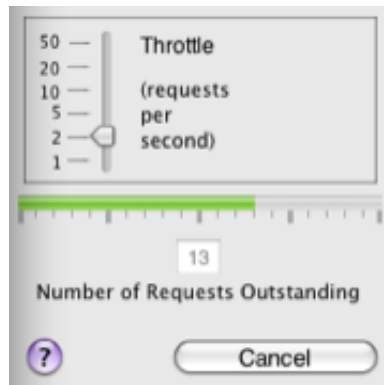 50
Throttle
20
10
(requests
5
per
2
second)
1
13
Number of Requests Outstanding
?
Cancel